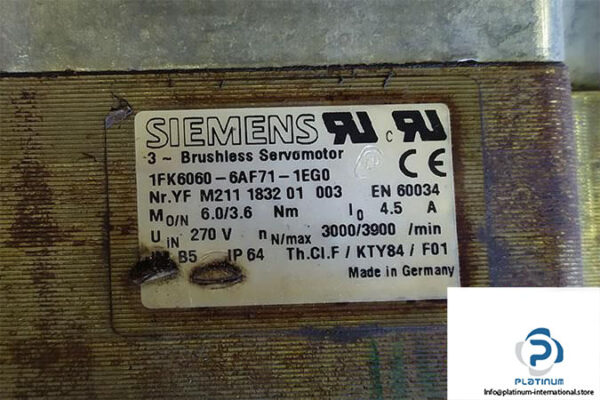 SIEMENS
c
3 ~ Brushless Servomotor
CE
1FK6060-6AF71-1EG0
Nr.YF M211 1832 01 003 EN 60034
M0/N 6.0/3.6 Nm I0 4.5 A
UiN 270 V nN/max 3000/3900 /min
B5 IP 64 Th.Cl.F / KTY84 / F01
Made in Germany
PLATINUM
Info@platinum-international.store